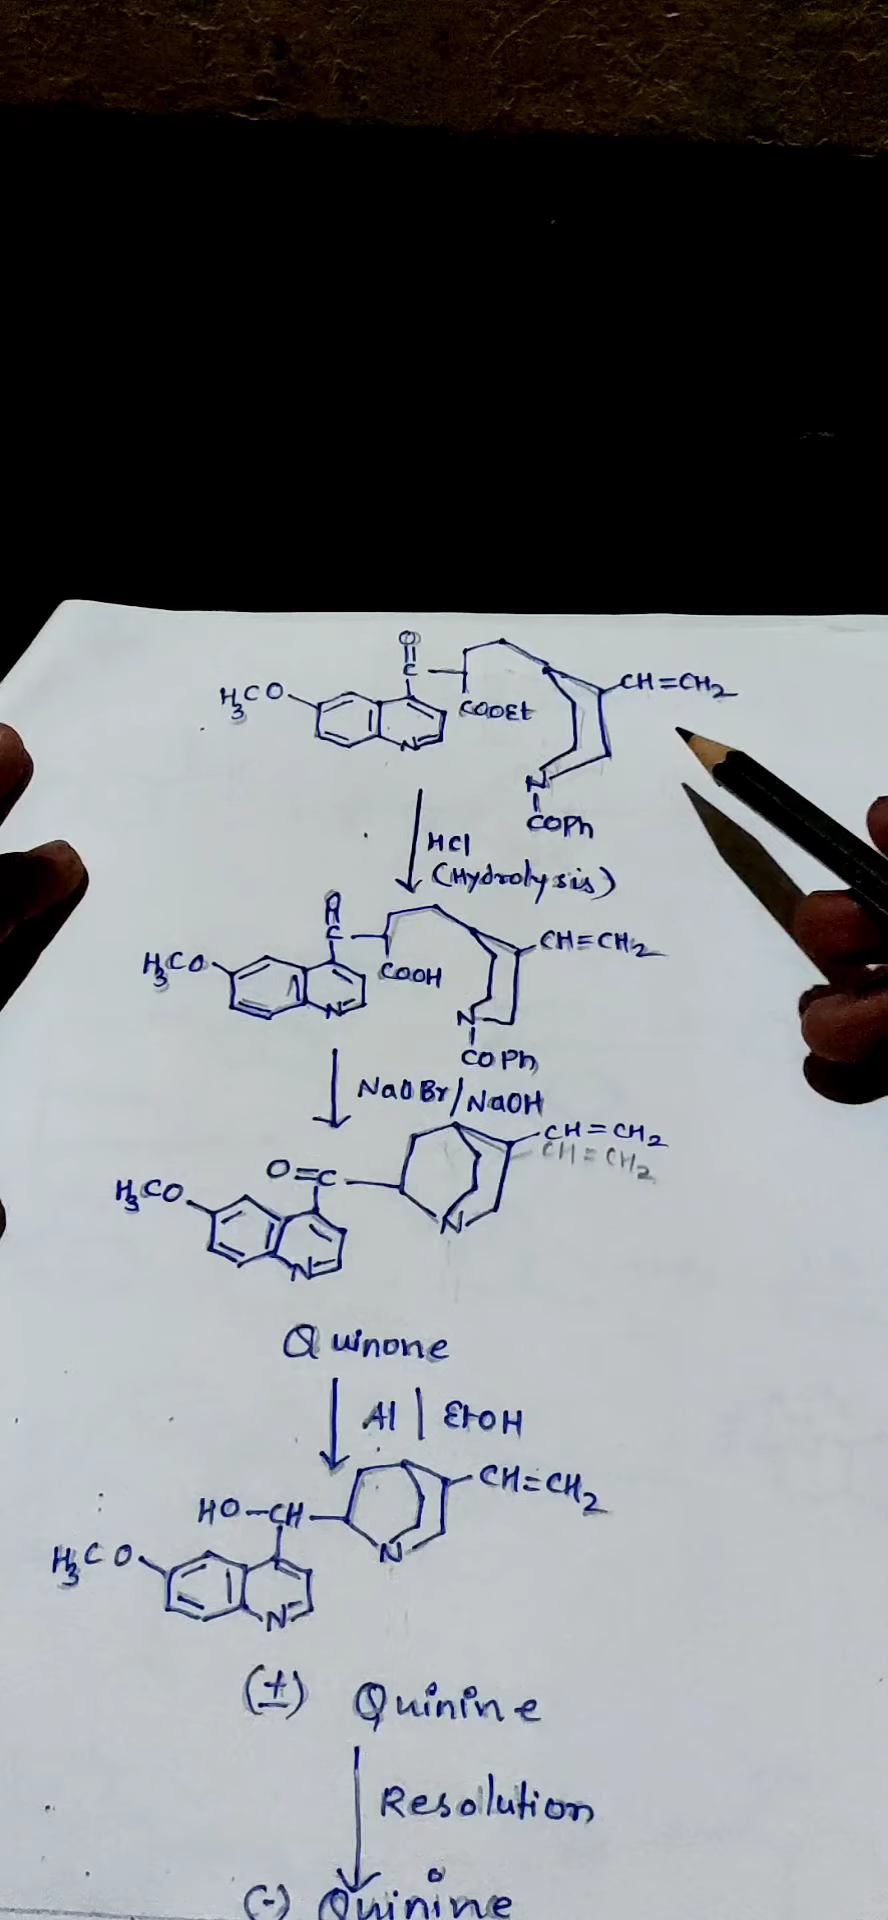 O
C
H3CO
COOEt
CH=CH2
N
N
COPh
HCl
(Hydrolysis)
C
CH=CH2
H3CO
COOH
N
N
COPh
NaOBr/NaOH
CH=CH2
CH=CH2
O=C
H3CO
N
N
Quinone
Al | EtOH
CH=CH2
HO-CH
H3CO
N
N
(±) Quinine
Resolution
(-) Quinine